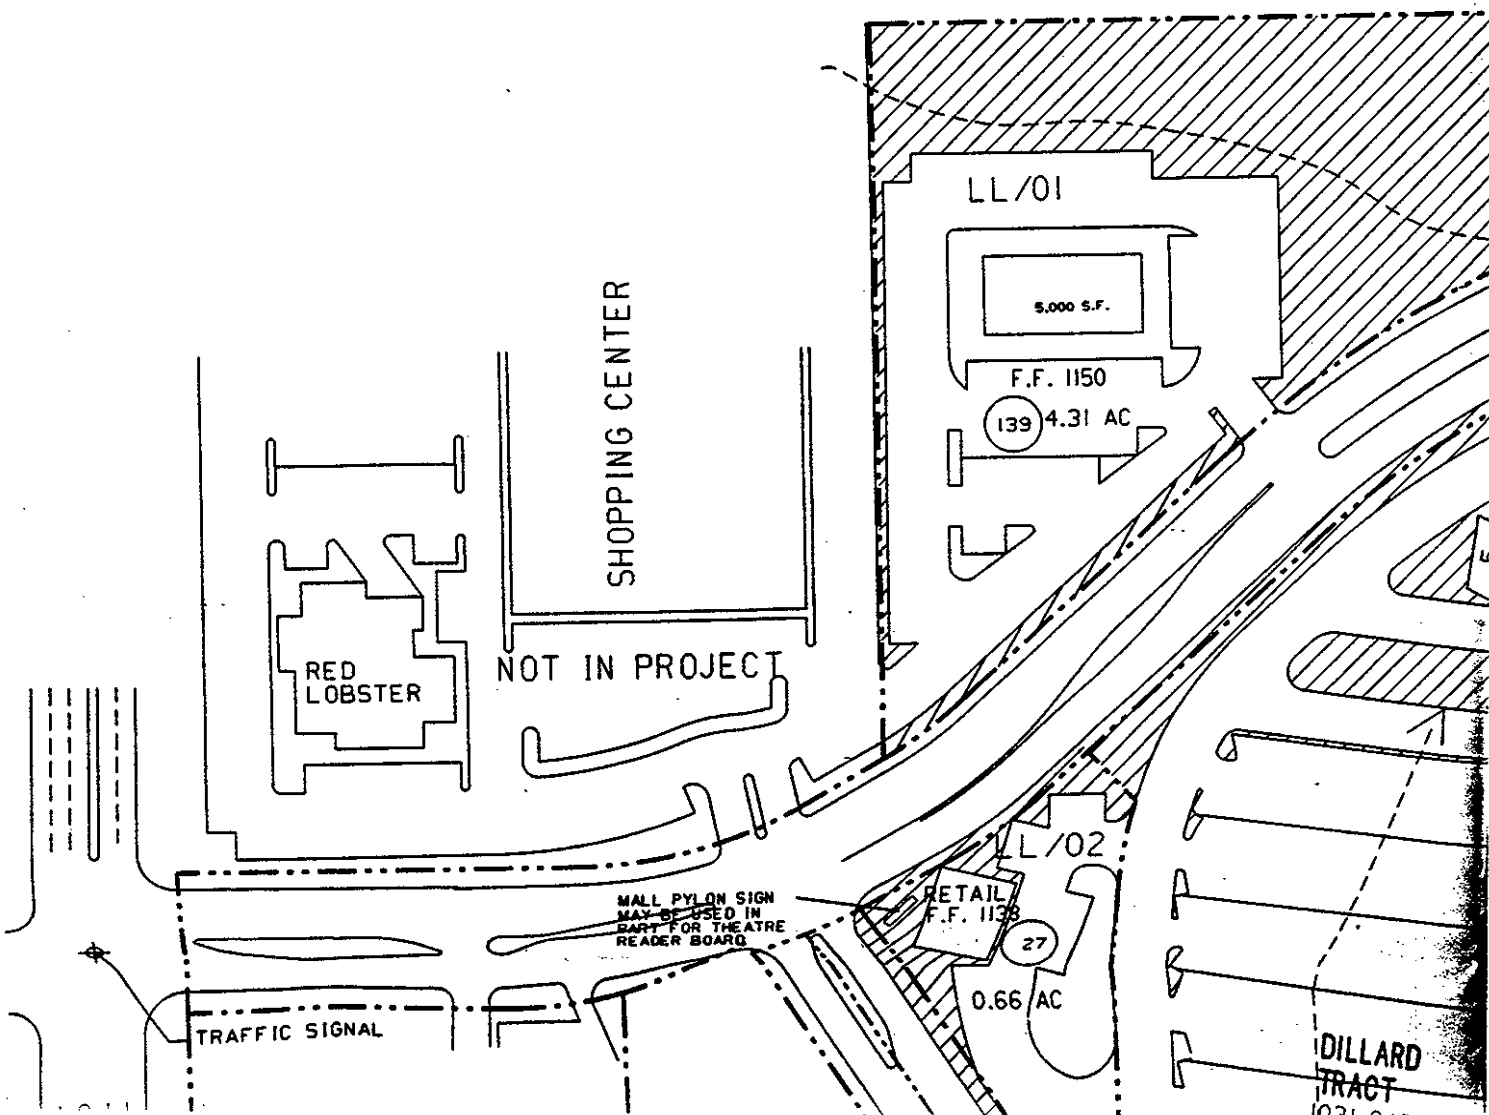 LL/01
5,000 S.F.
F.F. 1150
139 4.31 AC
SHOPPING CENTER
NOT IN PROJECT
RED
LOBSTER
LL/02
MALL PYLON SIGN
MAY BE USED IN
PART FOR THEATRE
READER BOARD
RETAIL
F.F. 1138
27
0.66 AC
TRAFFIC SIGNAL
DILLARD
TRACT